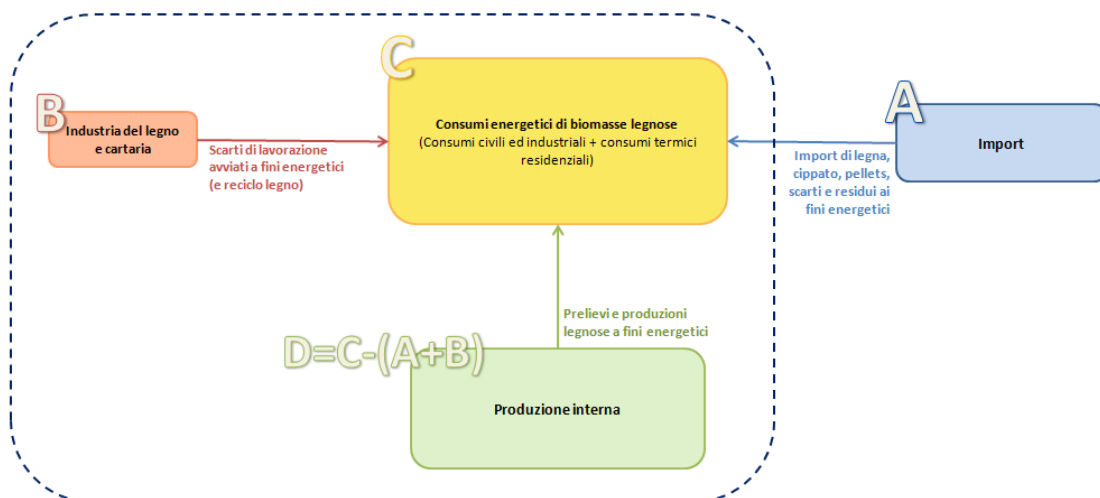 C
B
Industria del legno
e cartaria
Scarti di lavorazione
avviati a fini energetici
(e reciclo legno)
Consumi energetici di biomasse legnose
(Consumi civili ed industriali + consumi termici
residenziali)
A
Import
Import di legna,
cippato, pellets,
scarti e residui ai
fini energetici
Prelievi e produzioni
legnose a fini energetici
D=C-(A+B)
Produzione interna